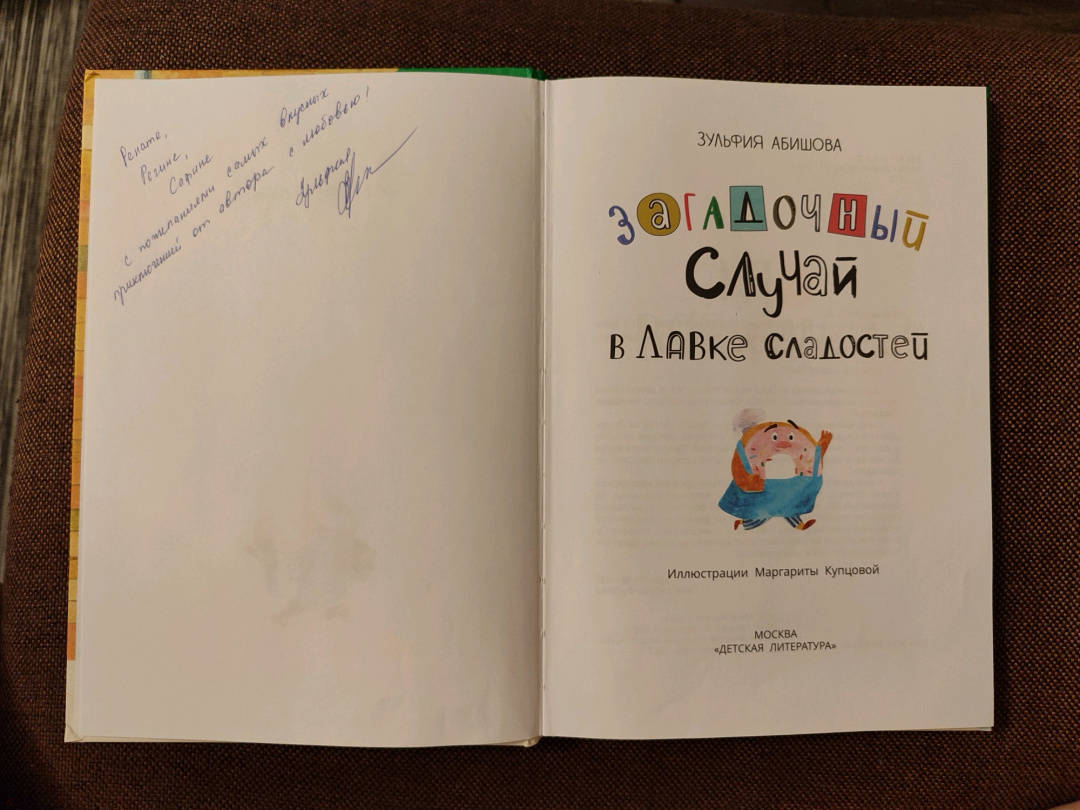 Ренате,
Регине,
Сарине
с пожеланиями самых вкусных
приключений от автора с любовью!
Зульфия
ЗУЛЬФИЯ АБИШОВА
ЗАГАДОЧНЫЙ
СЛУЧАЙ
В ЛАВКЕ СЛАДОСТЕЙ
Иллюстрации Маргариты Купцовой
МОСКВА
«ДЕТСКАЯ ЛИТЕРАТУРА»